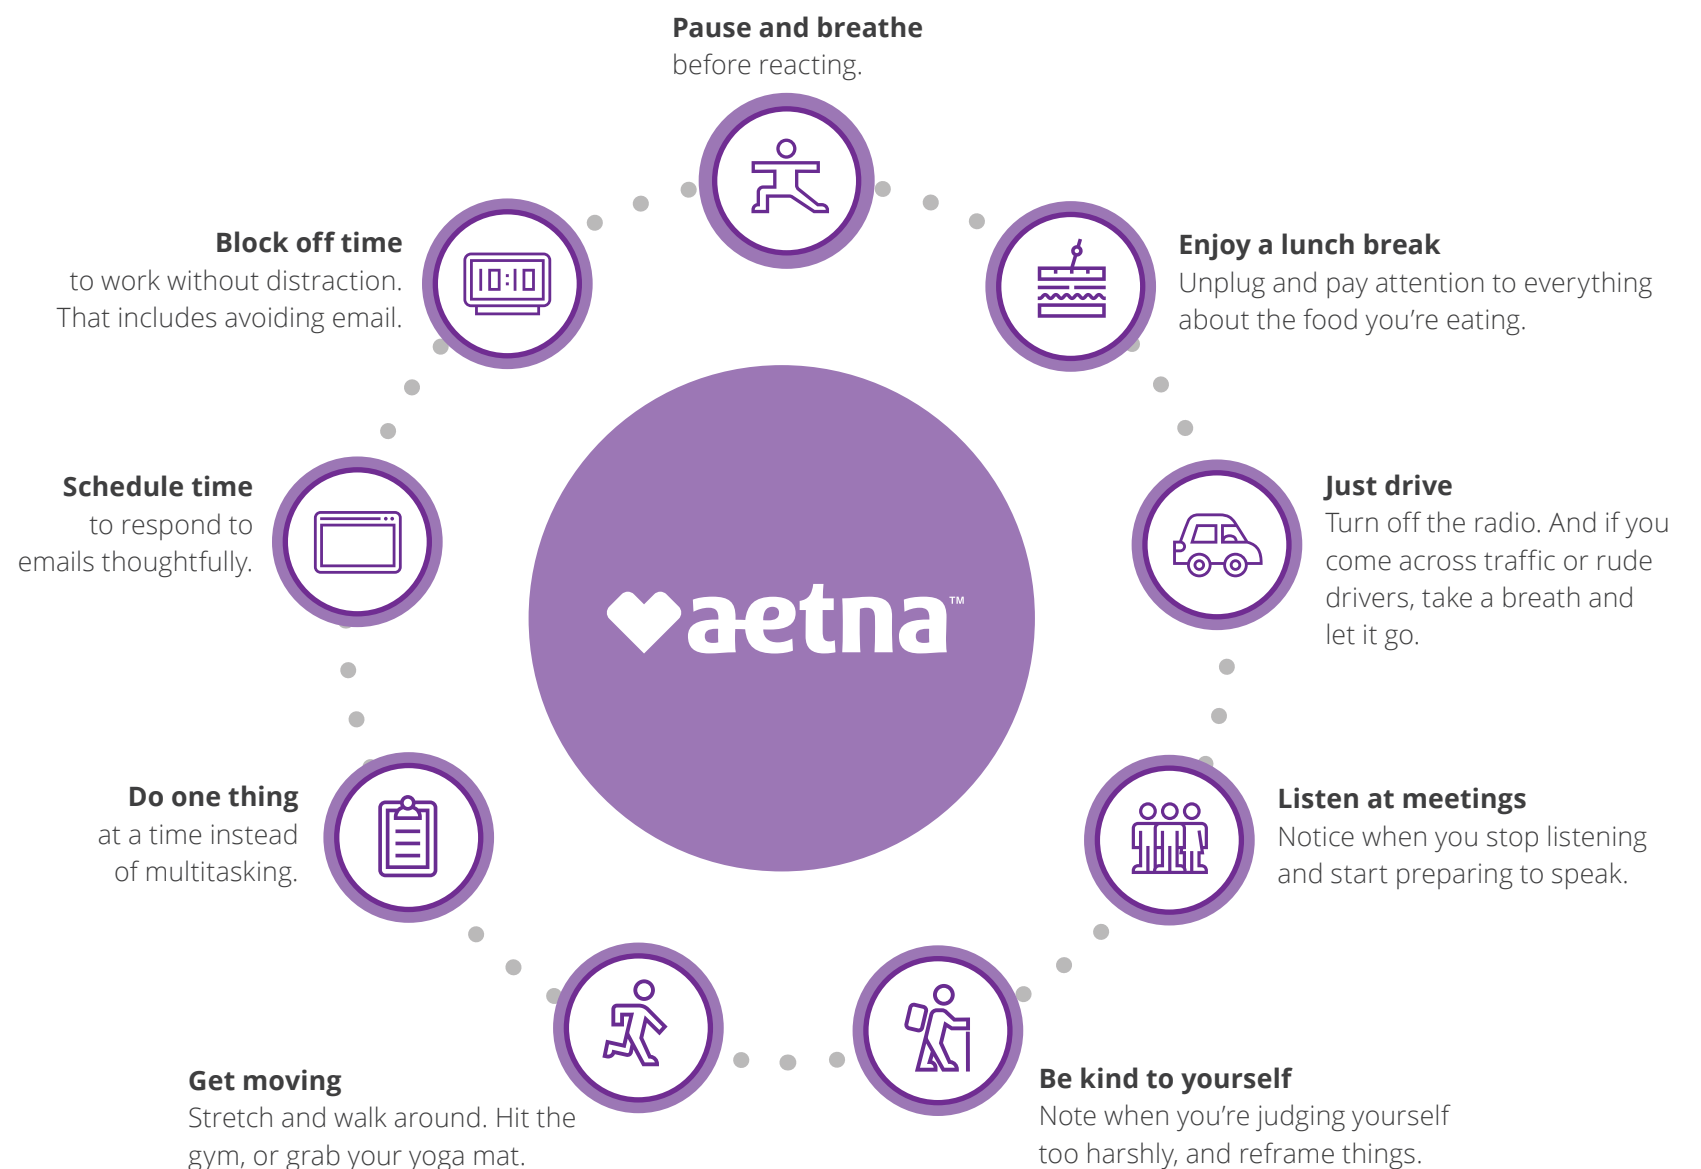 Pause and breathe
before reacting.
Enjoy a lunch break
Unplug and pay attention to everything
about the food you’re eating.
Just drive
Turn off the radio. And if you
come across traffic or rude
drivers, take a breath and
let it go.
Listen at meetings
Notice when you stop listening
and start preparing to speak.
Be kind to yourself
Note when you’re judging yourself
too harshly, and reframe things.
Get moving
Stretch and walk around. Hit the
gym, or grab your yoga mat.
Do one thing
at a time instead
of multitasking.
Schedule time
to respond to
emails thoughtfully.
Block off time
to work without distraction.
That includes avoiding email.
10:10
aetna™